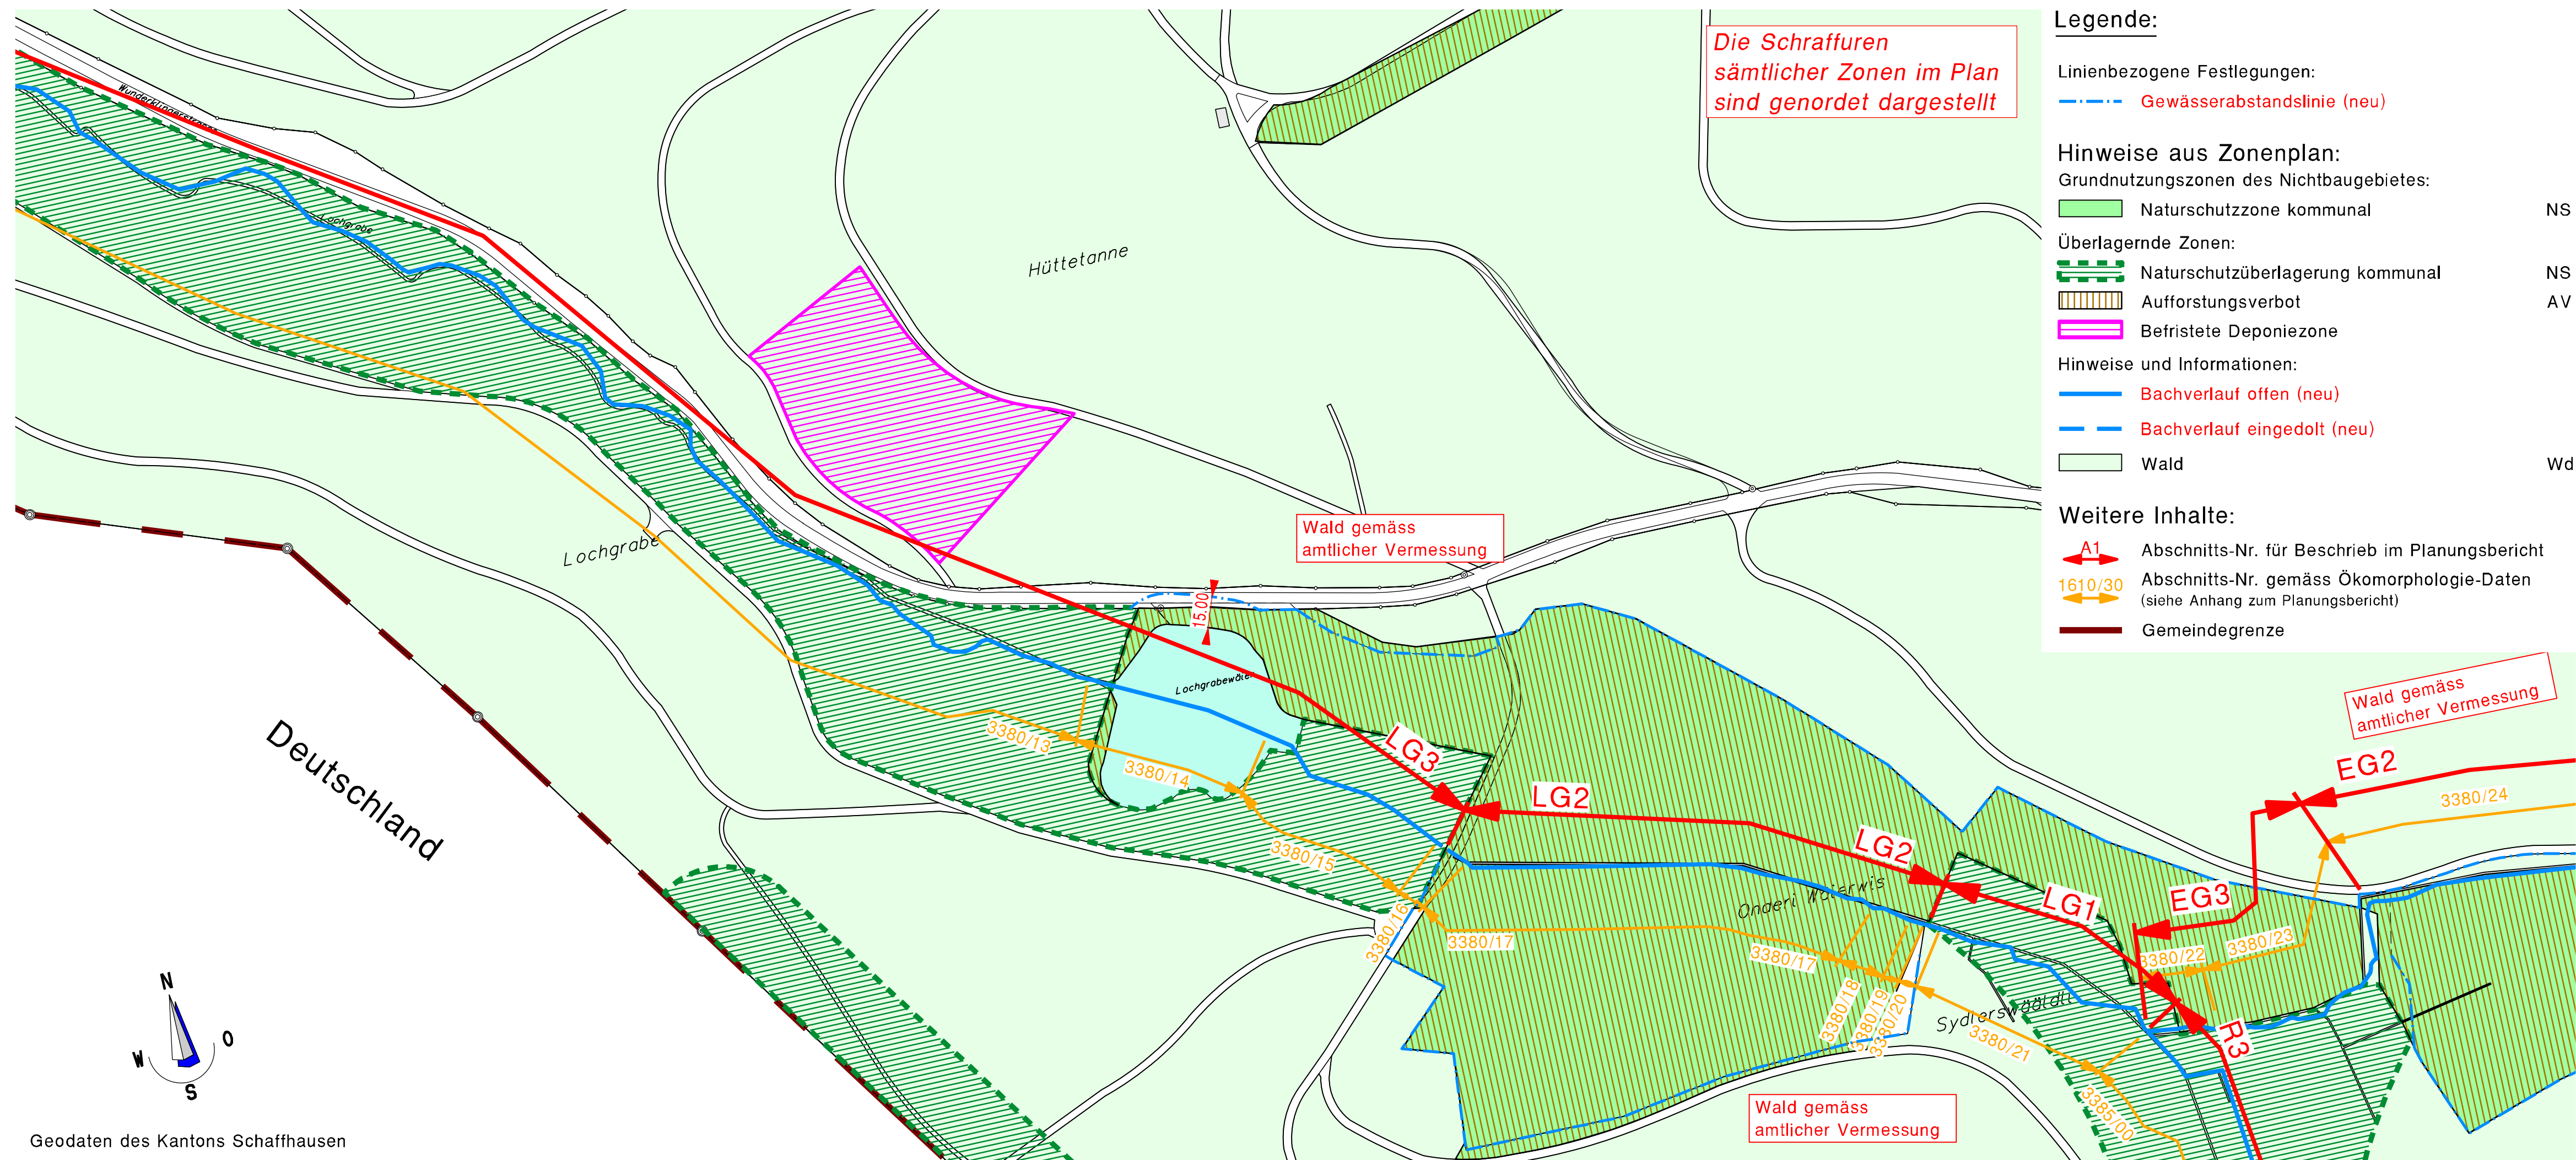 Legende:
Linienbezogene Festlegungen:
Gewässerabstandslinie (neu)
Hinweise aus Zonenplan:
Grundnutzungszonen des Nichtbaugebietes:
Naturschutzzone kommunal NS
Überlagernde Zonen:
Naturschutzüberlagerung kommunal NS
Aufforstungsverbot AV
Befristete Deponiezone
Hinweise und Informationen:
Bachverlauf offen (neu)
Bachverlauf eingedolt (neu)
Wald Wd
Weitere Inhalte:
A1 Abschnitts-Nr. für Beschrieb im Planungsbericht
1610/30 Abschnitts-Nr. gemäss Ökomorphologie-Daten
(siehe Anhang zum Planungsbericht)
Gemeindegrenze
Die Schraffuren
sämtlicher Zonen im Plan
sind genordet dargestellt
Wunderklingerstrasse
Lochgrabe
Hüttetanne
Lochgrabe
Wald gemäss
amtlicher Vermessung
15.00
Lochgrabewäier
LG3
LG2
LG2
LG1
EG3
EG2
R3
3380/13
3380/14
3380/15
3380/16
3380/17
3380/17
3380/18
3380/19
3380/20
3380/21
3380/22
3380/23
3380/24
3385/00
Onderi Wäierwis
Sydlerswäädli
Wald gemäss
amtlicher Vermessung
Wald gemäss
amtlicher Vermessung
Deutschland
N
W
O
S
Geodaten des Kantons Schaffhausen